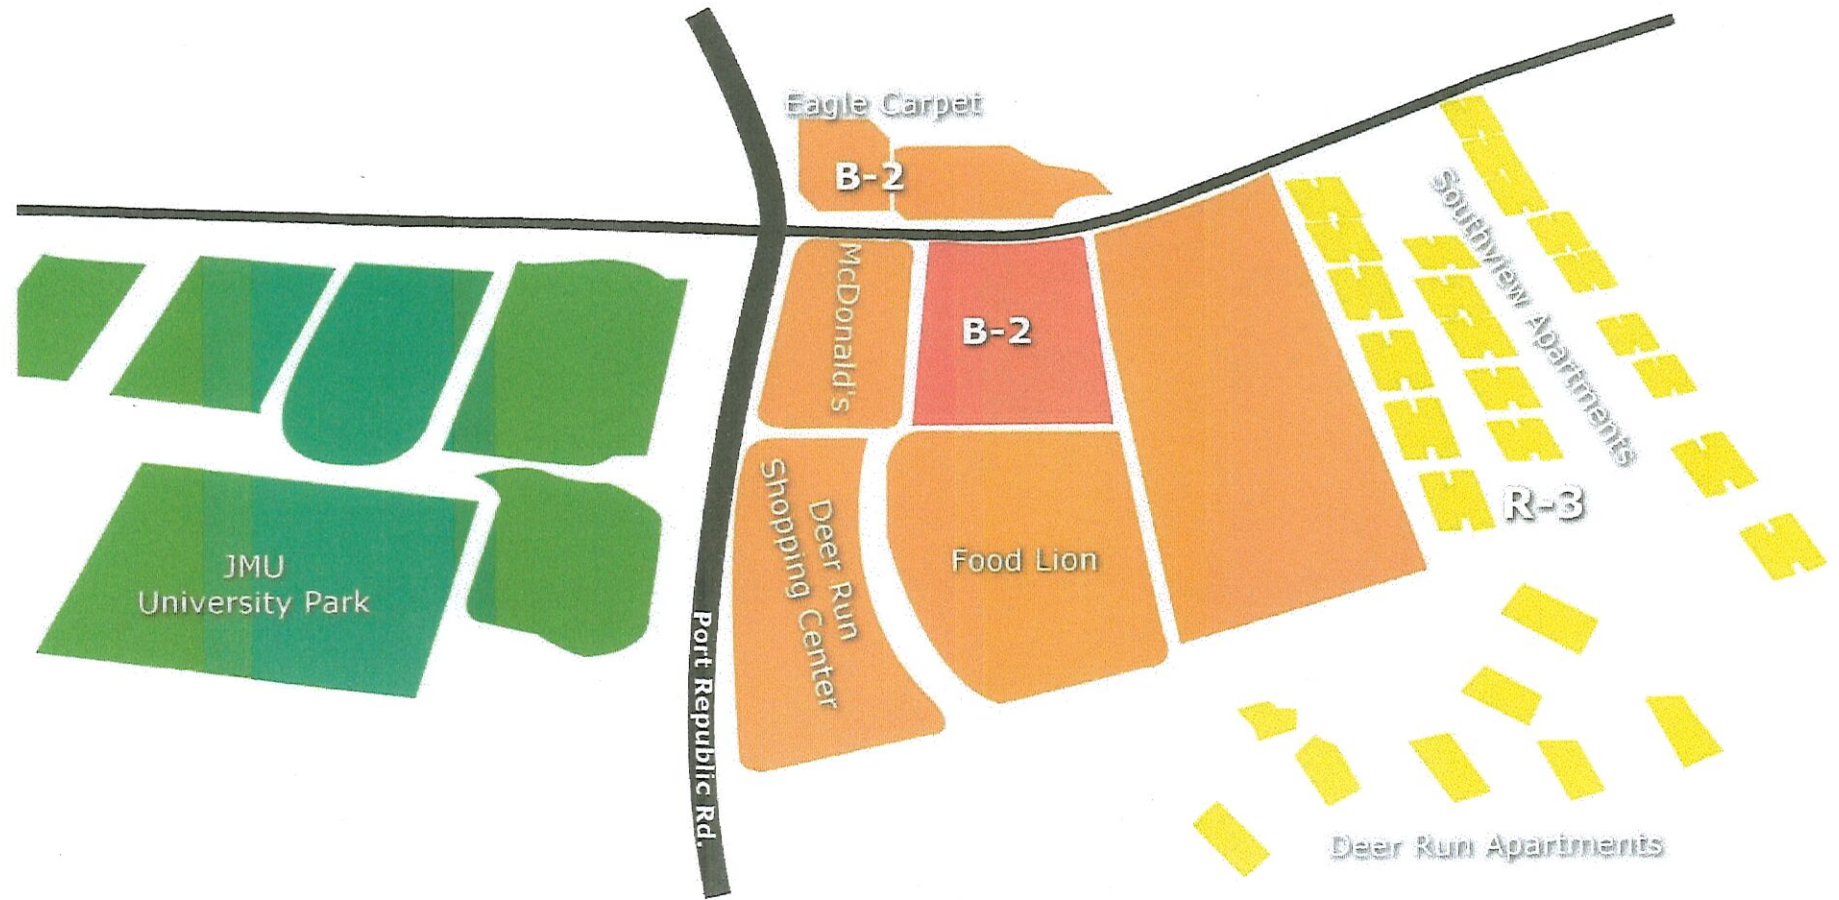 Eagle Carpet
B-2
McDonald's
B-2
Southview Apartments
R-3
JMU
University Park
Deer Run
Shopping Center
Food Lion
Port Republic Rd.
Deer Run Apartments